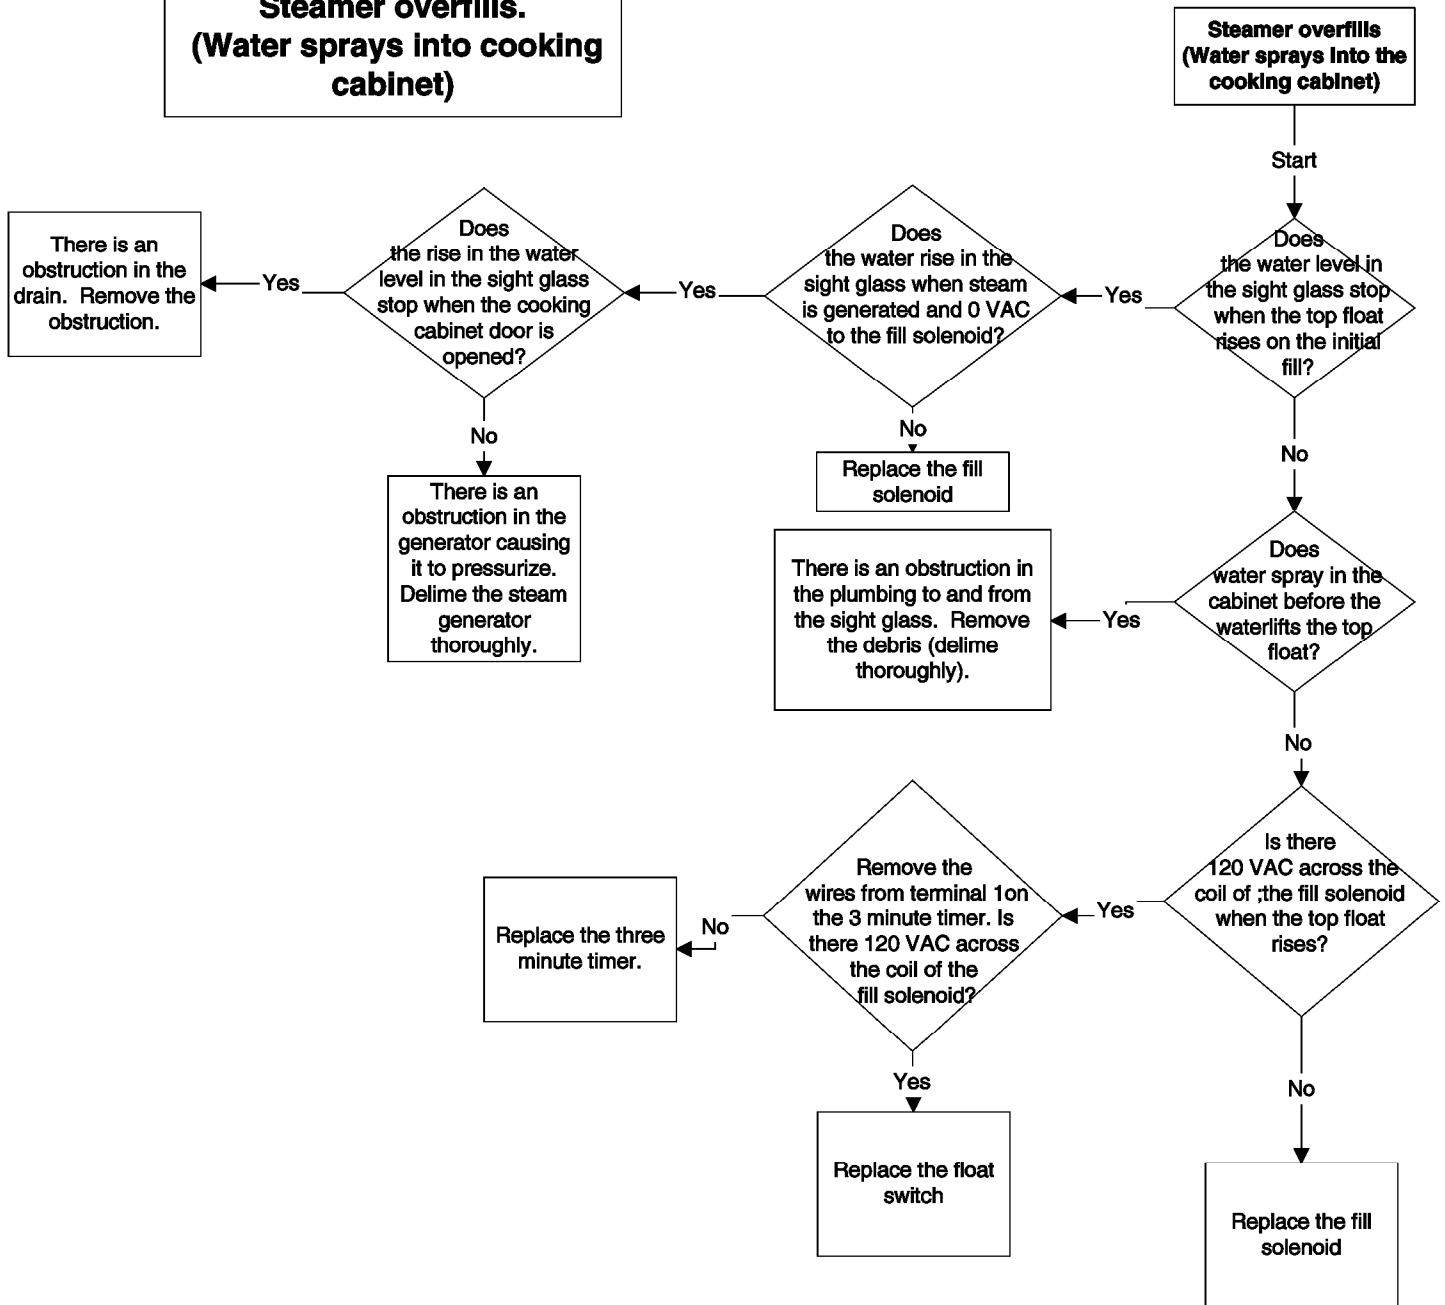 Steamer overfills.
(Water sprays into cooking
cabinet)
Steamer overfills
(Water sprays into the
cooking cabinet)
Start
Does
the water level in
the sight glass stop
when the top float
rises on the initial
fill?
Yes
Does
the water rise in the
sight glass when steam
is generated and 0 VAC
to the fill solenoid?
Yes
Does
the rise in the water
level in the sight glass
stop when the cooking
cabinet door is
opened?
Yes
There is an
obstruction in the
drain.  Remove the
obstruction.
No
There is an
obstruction in the
generator causing
it to pressurize.
Delime the steam
generator
thoroughly.
No
Replace the fill
solenoid
No
Does
water spray in the
cabinet before the
waterlifts the top
float?
Yes
There is an obstruction in
the plumbing to and from
the sight glass.  Remove
the debris (delime
thoroughly).
No
Is there
120 VAC across the
coil of ;the fill solenoid
when the top float
rises?
Yes
Remove the
wires from terminal 1on
the 3 minute timer. Is
there 120 VAC across
the coil of the
fill solenoid?
No
Replace the three
minute timer.
Yes
Replace the float
switch
No
Replace the fill
solenoid